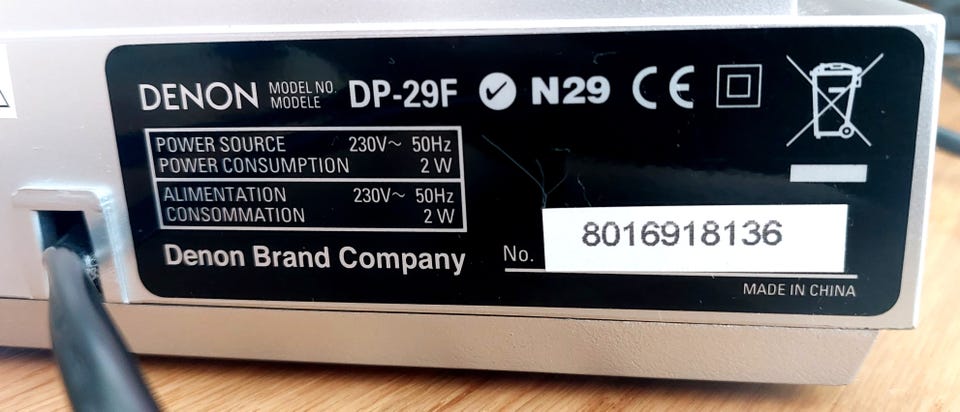 DENON MODEL NO. MODELE DP-29F N29 CE
POWER SOURCE 230V~ 50Hz
POWER CONSUMPTION 2 W
ALIMENTATION 230V~ 50Hz
CONSOMMATION 2 W
Denon Brand Company
No. 8016918136
MADE IN CHINA